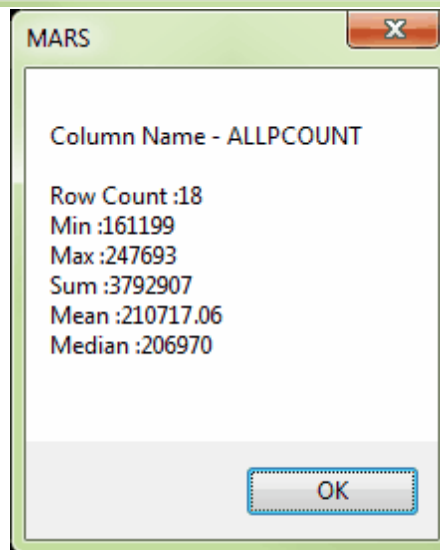 MARS
Column Name - ALLPCOUNT
Row Count :18
Min :161199
Max :247693
Sum :3792907
Mean :210717.06
Median :206970
OK